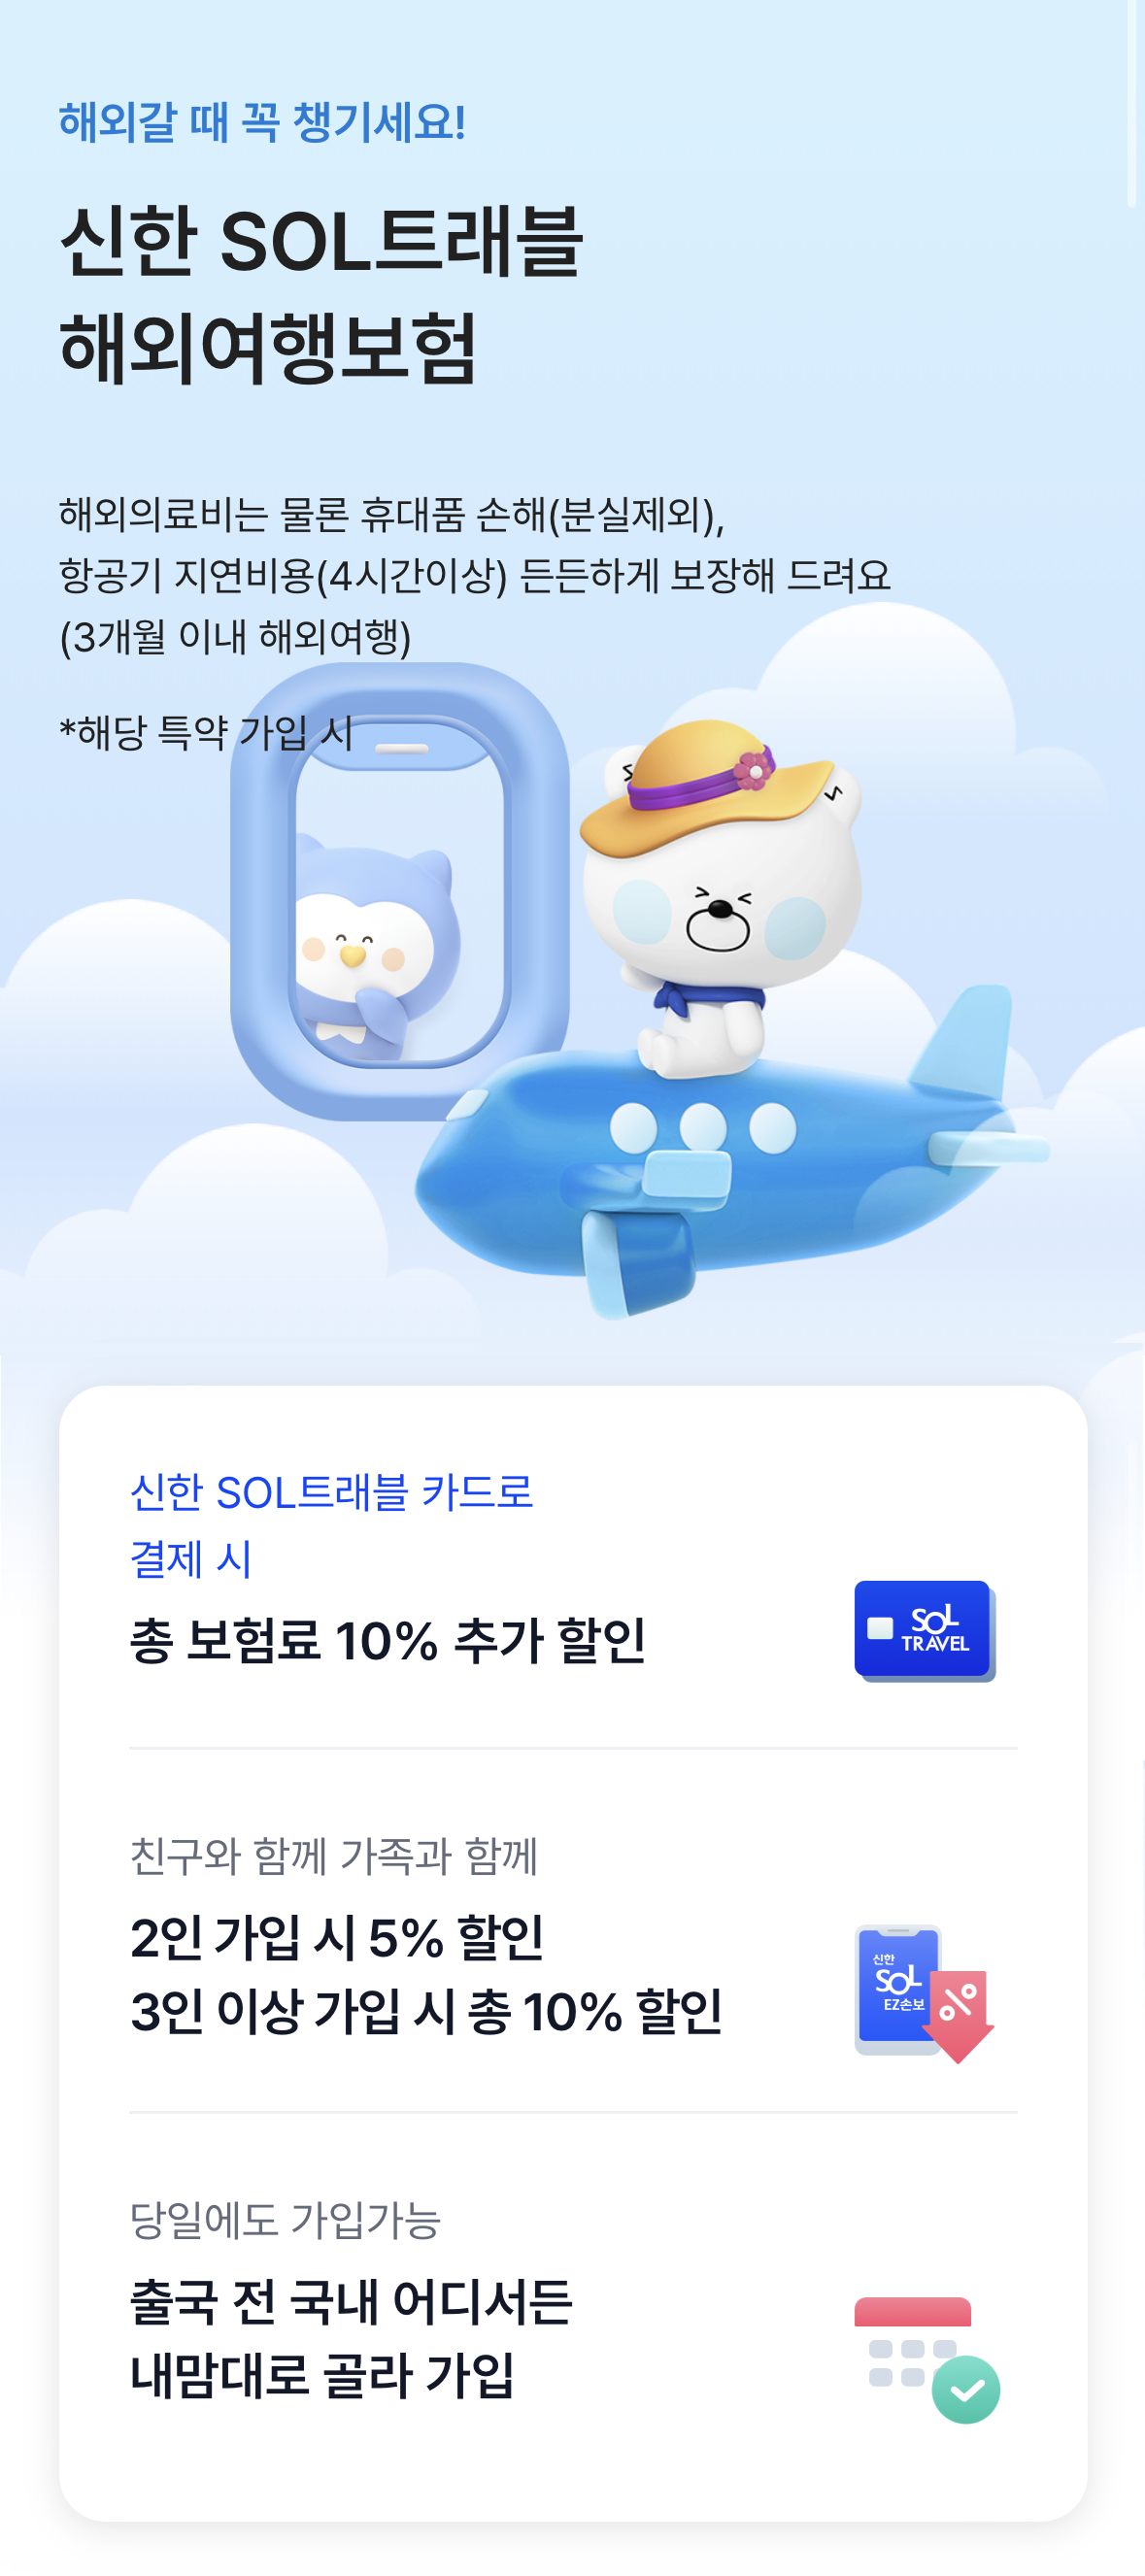 해외갈 때 꼭 챙기세요!
신한 SOL트래블
해외여행보험
해외의료비는 물론 휴대품 손해(분실제외),
항공기 지연비용(4시간이상) 든든하게 보장해 드려요
(3개월 이내 해외여행)
*해당 특약 가입 시
신한 SOL트래블 카드로
결제 시
총 보험료 10% 추가 할인
SOL
TRAVEL
친구와 함께 가족과 함께
2인 가입 시 5% 할인
3인 이상 가입 시 총 10% 할인
신한
SOL
EZ손보
%
당일에도 가입가능
출국 전 국내 어디서든
내맘대로 골라 가입